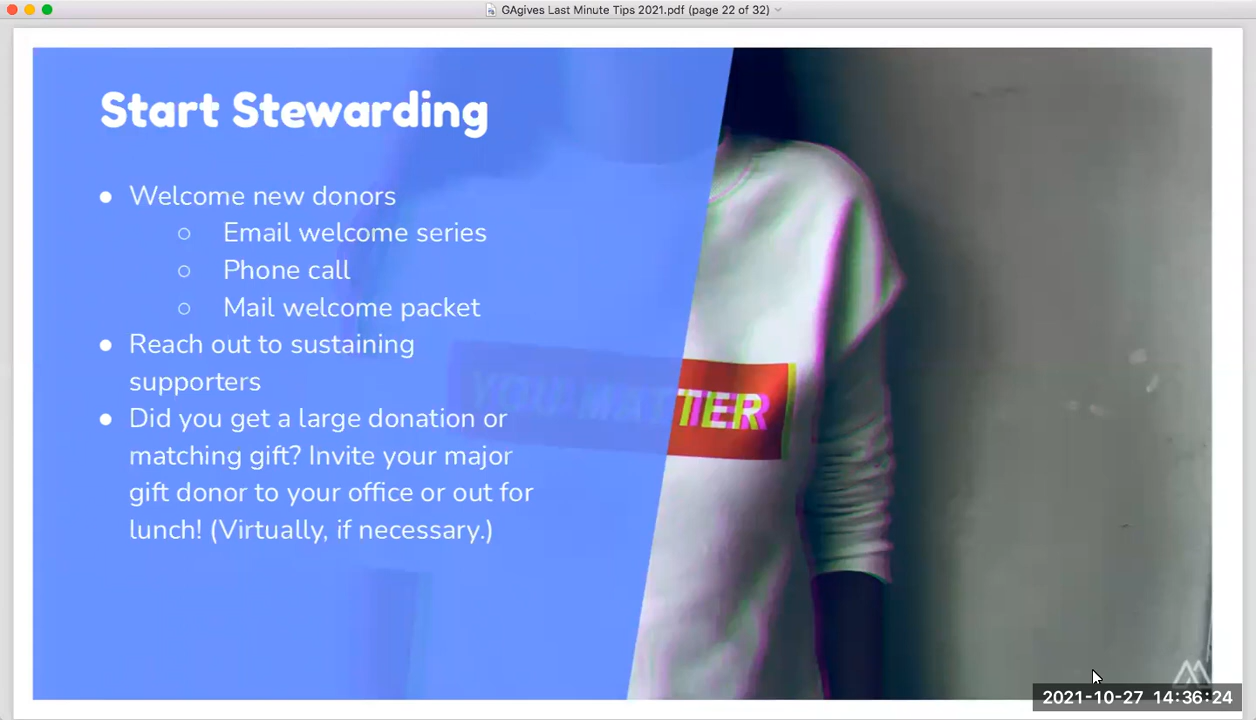 GAgives Last Minute Tips 2021.pdf (page 22 of 32)
Start Stewarding
● Welcome new donors
○ Email welcome series
○ Phone call
○ Mail welcome packet
● Reach out to sustaining
supporters
● Did you get a large donation or
matching gift? Invite your major
gift donor to your office or out for
lunch! (Virtually, if necessary.)
YOU MATTER
2021-10-27 14:36:24